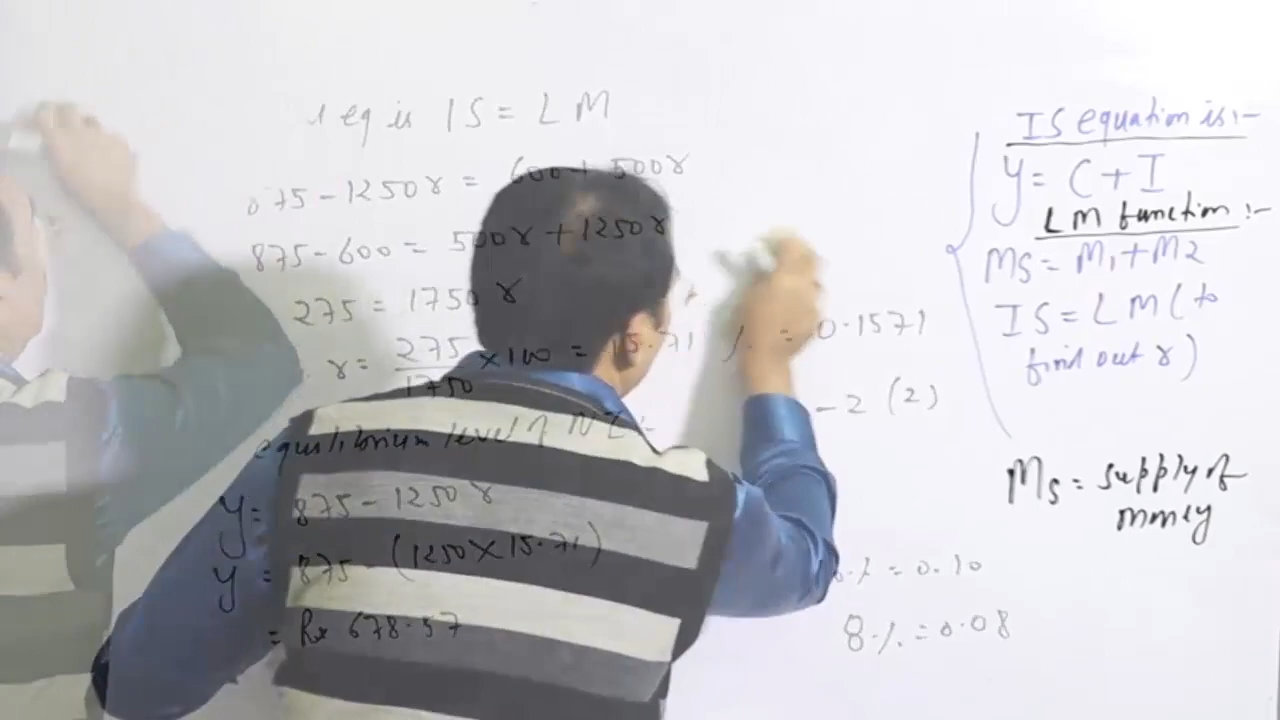 eq is IS = LM
75 - 1250r = 600 + 500r
875 - 600 = 500r + 1250r
275 = 1750 r
r = 275/1750 × 100 = 15.71 % = 0.1571
- 2 (2)
equilibrium level of NI :-
Y = 875 - 1250 r
Y = 875 - (1250 × 15.71)
= Rs 678.57
% = 0.10
8 % = 0.08
IS equation is :-
Y = C + I
LM function :-
MS = M1 + M2
IS = LM (to
find out r)
Ms = supply of
money